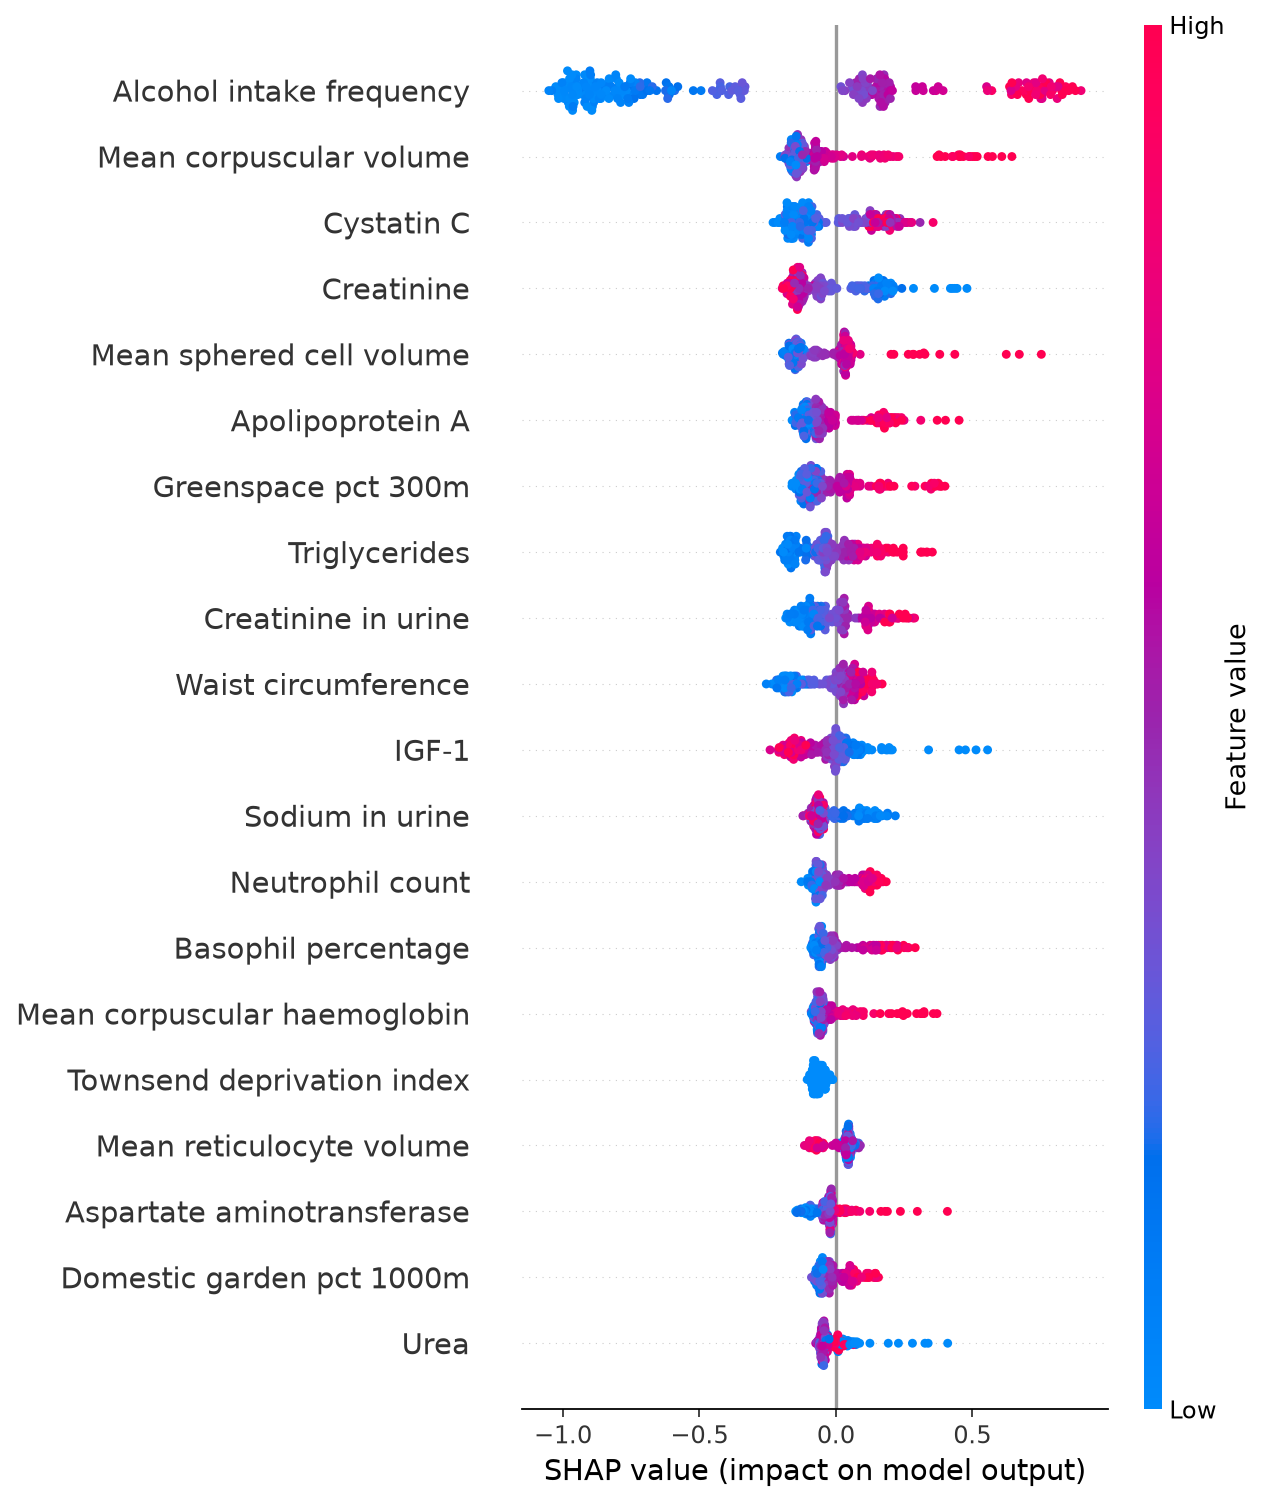 High
Alcohol intake frequency
Mean corpuscular volume
Cystatin C
Creatinine
Mean sphered cell volume
Apolipoprotein A
Greenspace pct 300m
Triglycerides
Creatinine in urine
Waist circumference
IGF-1
Sodium in urine
Neutrophil count
Basophil percentage
Mean corpuscular haemoglobin
Townsend deprivation index
Mean reticulocyte volume
Aspartate aminotransferase
Domestic garden pct 1000m
Urea
Feature value
Low
−1.0 −0.5 0.0 0.5
SHAP value (impact on model output)